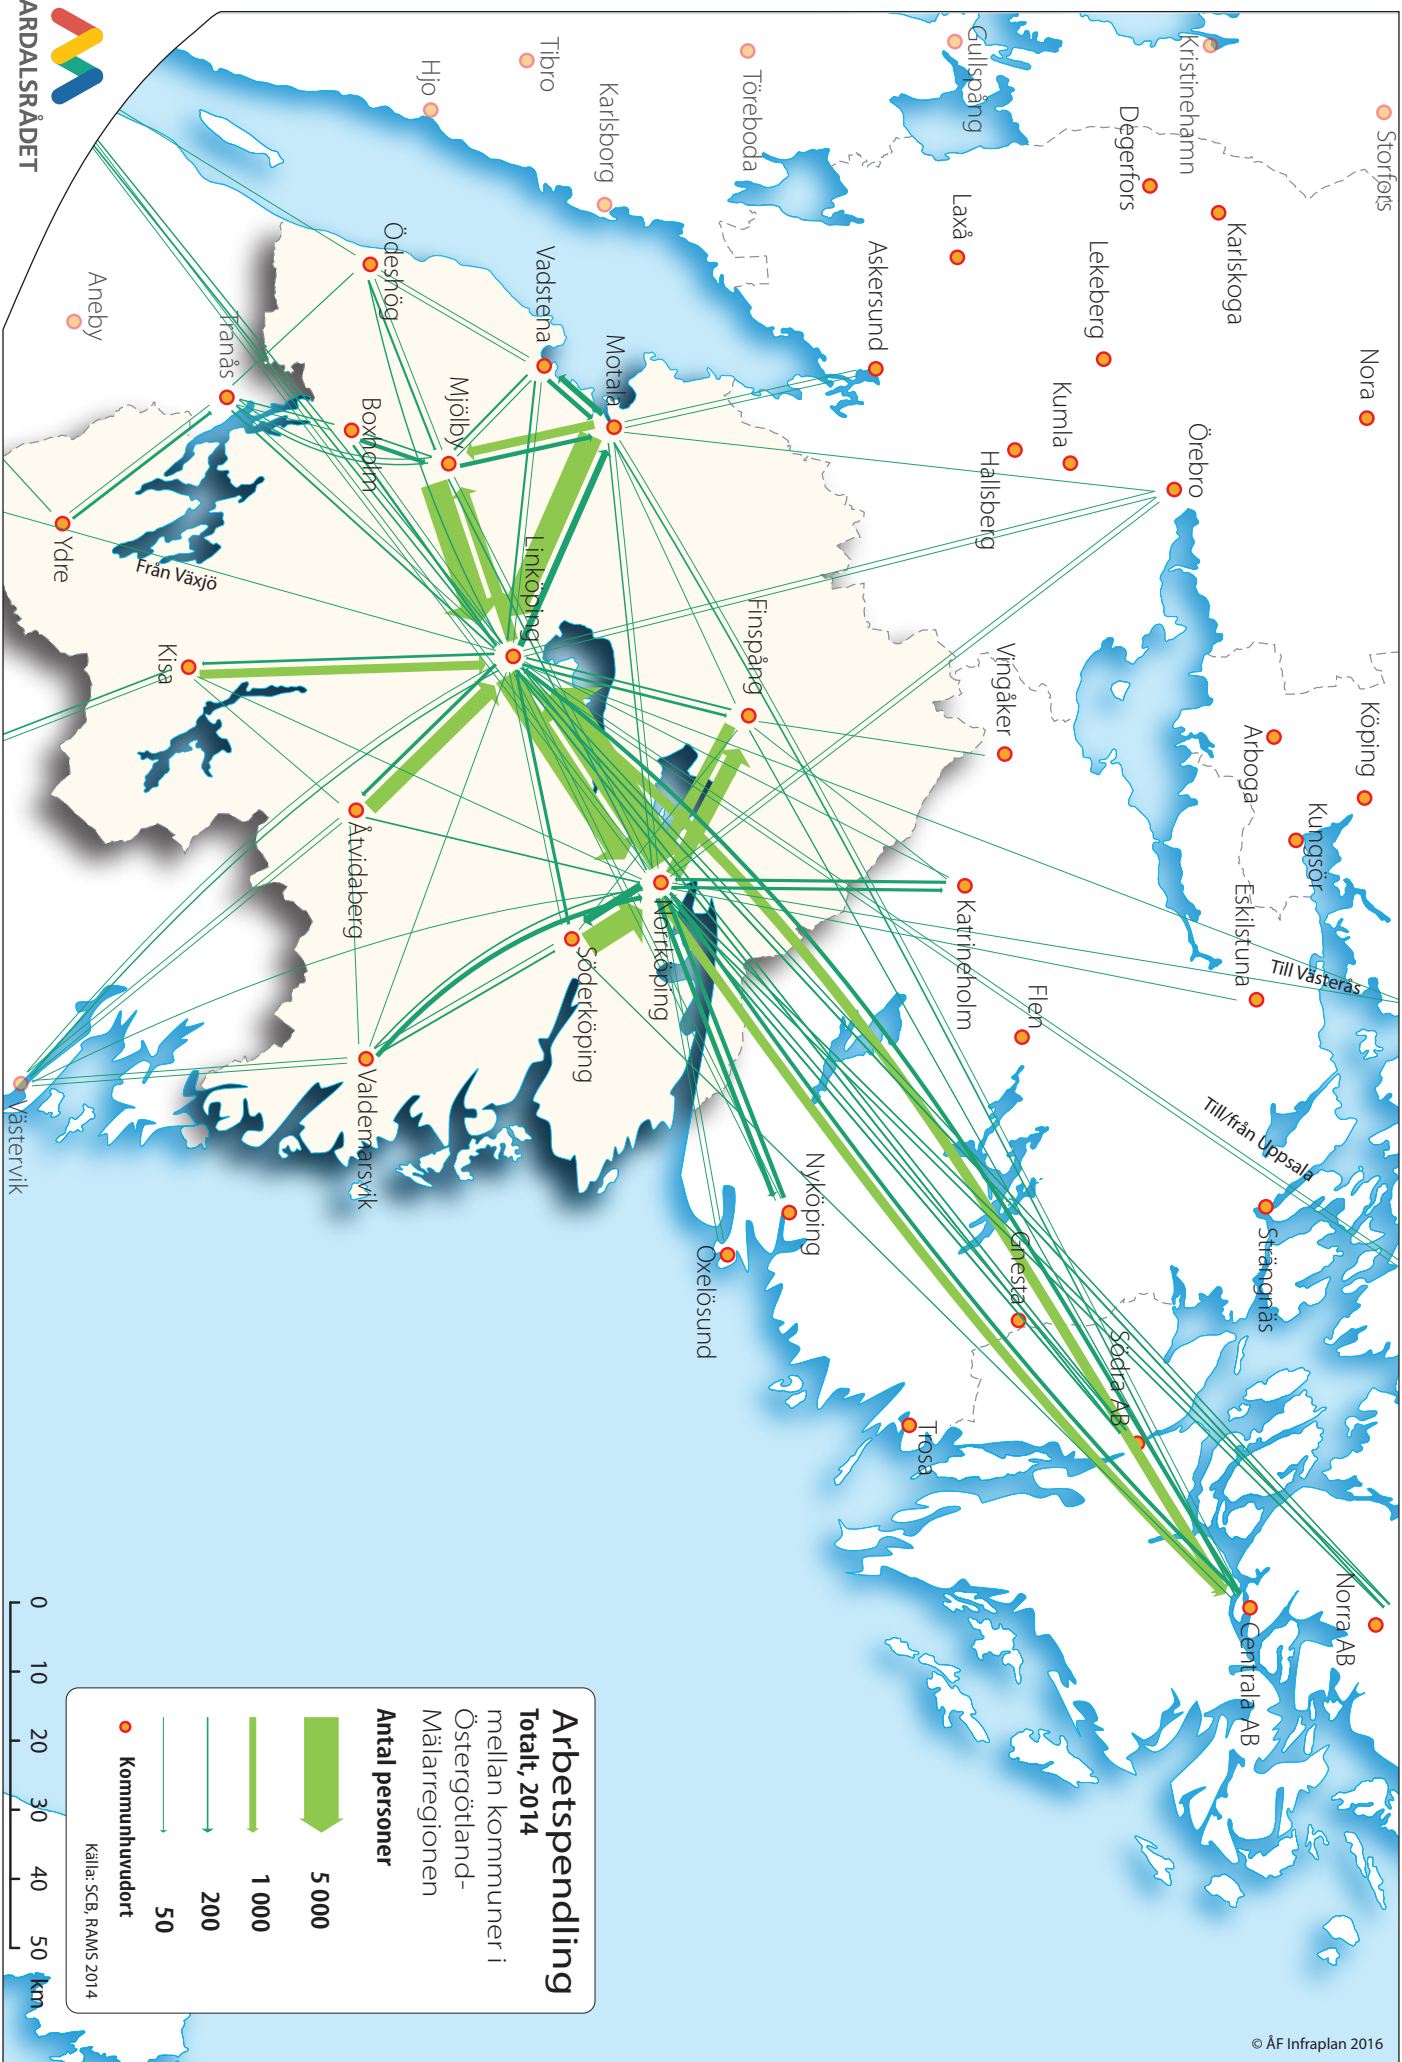 ARDALSRÅDET
Storfors
Kristinehamn
Gullspång
Töreboda
Tibro
Karlsborg
Hjo
Degerfors
Karlskoga
Laxå
Lekeberg
Askersund
Nora
Kumla
Örebro
Hallsberg
Ödeshög
Vadstena
Motala
Mjölby
Boxholm
Tranås
Aneby
Ydre
Från Växjö
Linköping
Kisa
Finspång
Vingåker
Arboga
Köping
Kungsör
Eskilstuna
Till Västerås
Katrineholm
Flen
Åtvidaberg
Norrköping
Söderköping
Valdemarsvik
Västervik
Nyköping
Oxelösund
Gnesta
Till/från Uppsala
Strängnäs
Södra AB
Trosa
Norra AB
Centrala AB
Arbetspendling
Totalt, 2014
mellan kommuner i
Östergötland-
Mälarregionen
Antal personer
5 000
1 000
200
50
Kommunhuvudort
Källa: SCB, RAMS 2014
0 10 20 30 40 50 km
© ÅF Infraplan 2016